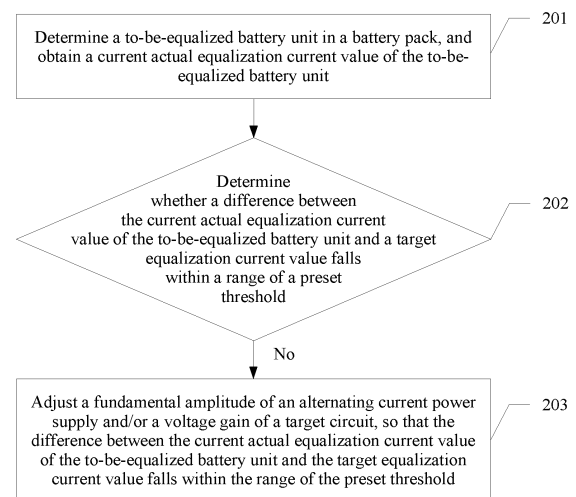 Determine a to-be-equalized battery unit in a battery pack, and
obtain a current actual equalization current value of the to-be-
equalized battery unit
201
Determine
whether a difference between
the current actual equalization current
value of the to-be-equalized battery unit and a target
equalization current value falls
within a range of a preset
threshold
202
No
Adjust a fundamental amplitude of an alternating current power
supply and/or a voltage gain of a target circuit, so that the
difference between the current actual equalization current value
of the to-be-equalized battery unit and the target equalization
current value falls within the range of the preset threshold
203